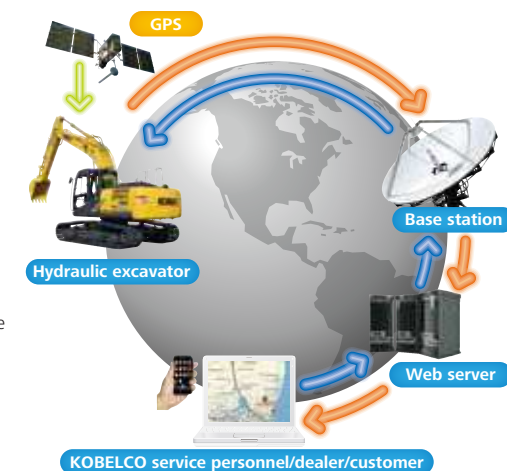 GPS
Base station
Hydraulic excavator
e
Web server
KOBELCO service personnel/dealer/customer